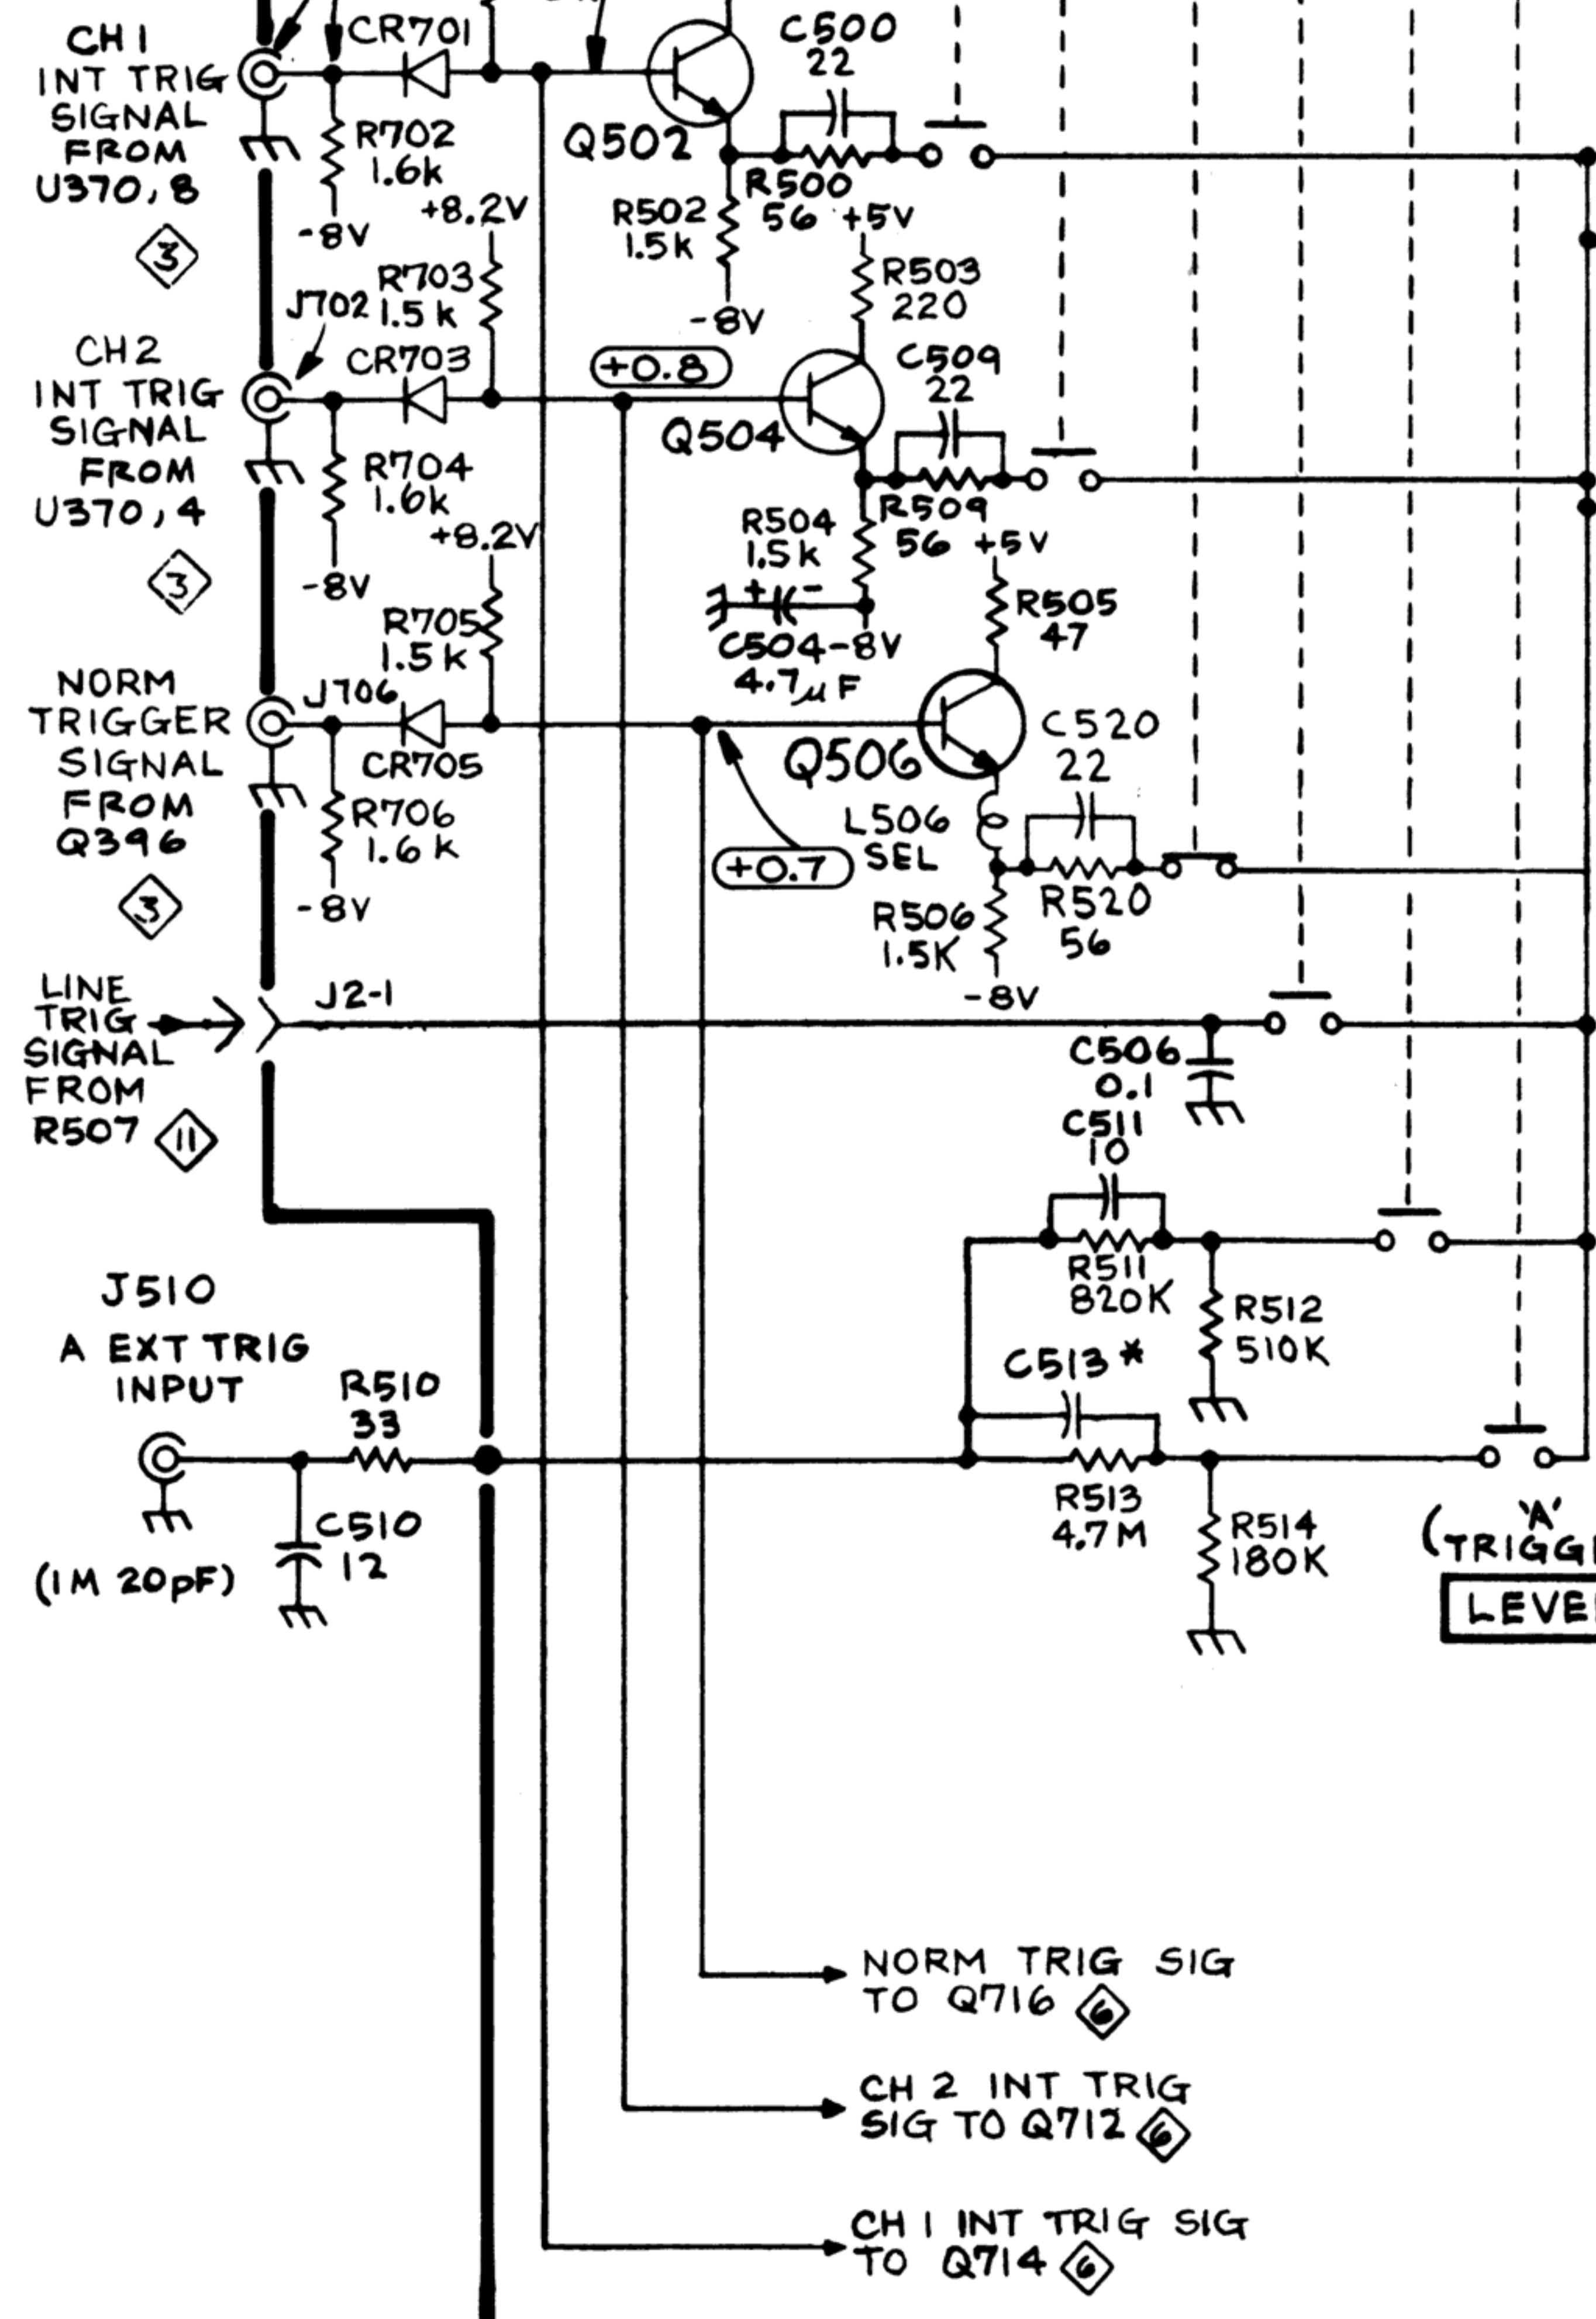 CH 1
INT TRIG
SIGNAL
FROM
U370, 8
3
CR701
R702
1.6k
-8V
Q502
C500
22
R500
56
R502
1.5k
-8V
+8.2V
R703
1.5k
J702
CH2
INT TRIG
SIGNAL
FROM
U370, 4
3
CR703
R704
1.6k
-8V
+0.8
+5V
R503
220
Q504
C509
22
R509
56
R504
1.5k
+ -
C504
4.7µF
-8V
+8.2V
R705
1.5k
NORM
TRIGGER
SIGNAL
FROM
Q396
3
J706
CR705
R706
1.6k
-8V
+0.7
+5V
R505
47
Q506
L506
SEL
C520
22
R520
56
R506
1.5K
-8V
LINE
TRIG
SIGNAL
FROM
R507
11
J2-1
C506
0.1
C511
10
R511
820K
R512
510K
J510
A EXT TRIG
INPUT
(1M 20pF)
R510
33
C510
12
C513*
R513
4.7M
R514
180K
'A'
LEVE
NORM TRIG SIG
TO Q716 6
CH 2 INT TRIG
SIG TO Q712 6
CH 1 INT TRIG SIG
TO Q714 6